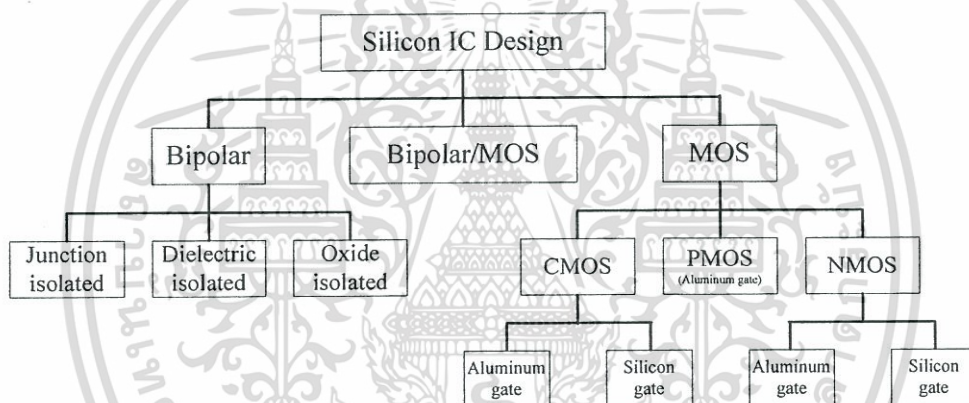 Silicon IC Design
Bipolar
Bipolar/MOS
MOS
Junction
isolated
Dielectric
isolated
Oxide
isolated
CMOS
PMOS
(Aluminum gate)
NMOS
Aluminum
gate
Silicon
gate
Aluminum
gate
Silicon
gate